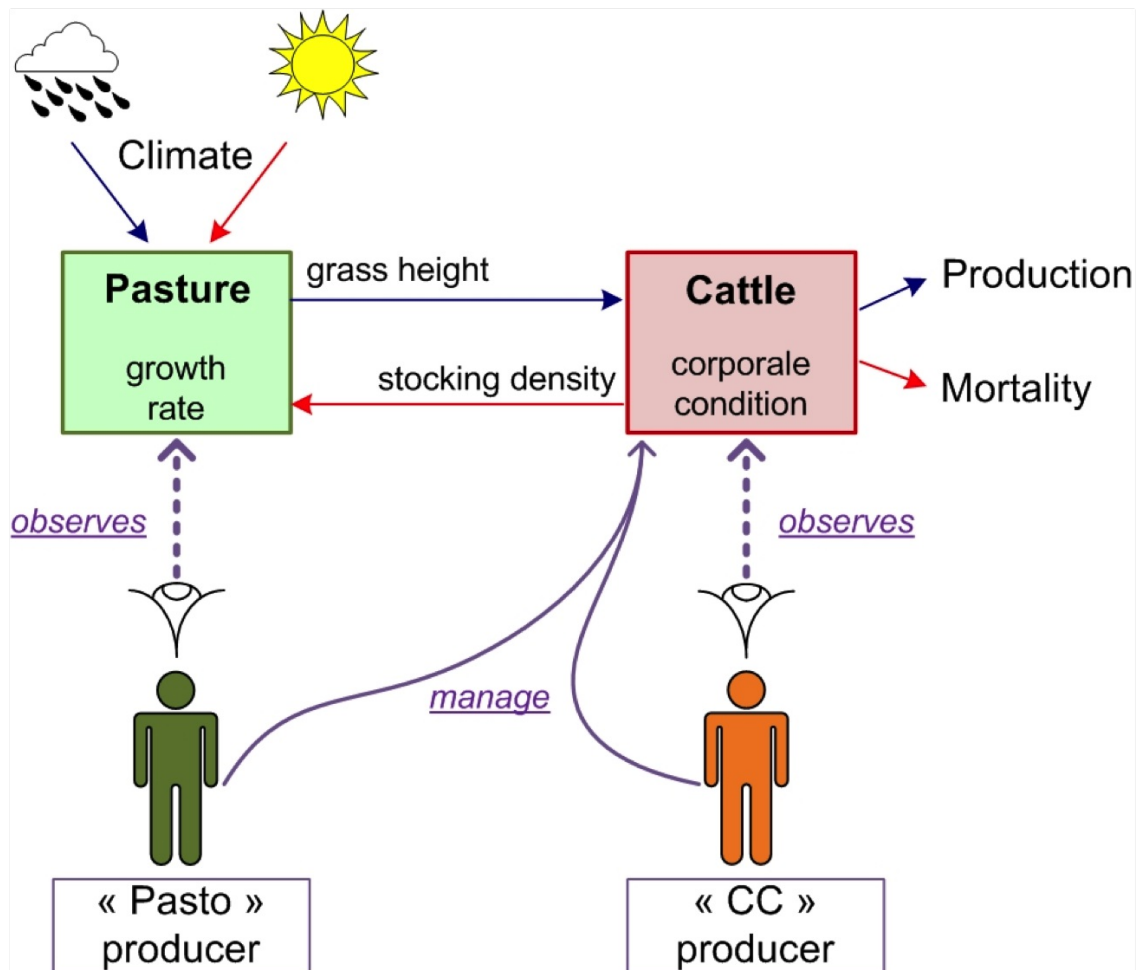 Climate
Pasture
growth
rate
grass height
stocking density
Cattle
corporale
condition
Production
Mortality
observes
observes
manage
« Pasto »
producer
« CC »
producer